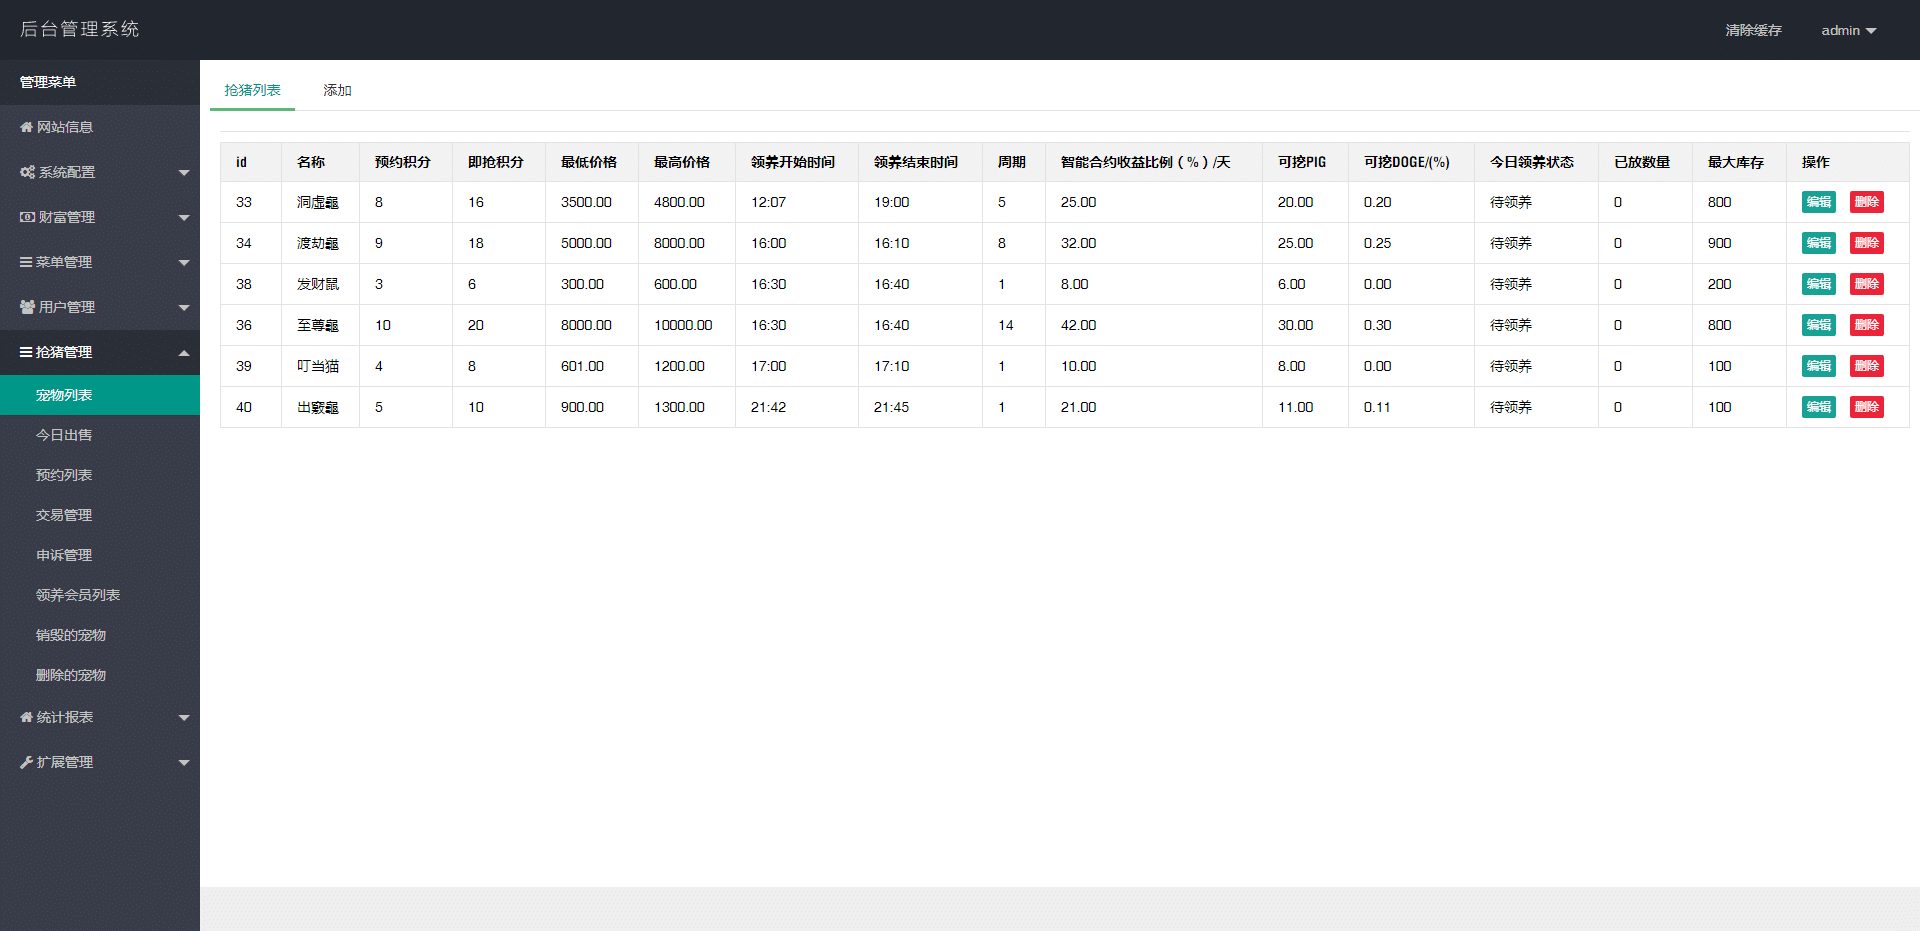 后台管理系统
清除缓存 admin
管理菜单
网站信息
系统配置
财富管理
菜单管理
用户管理
抢猪管理
宠物列表
今日出售
预约列表
交易管理
申诉管理
领养会员列表
销毁的宠物
删除的宠物
统计报表
扩展管理
抢猪列表 添加
id 名称 预约积分 即抢积分 最低价格 最高价格 领养开始时间 领养结束时间 周期 智能合约收益比例（%）/天 可挖PIG 可挖DOGE/(%) 今日领养状态 已放数量 最大库存 操作
33 洞虚龜 8 16 3500.00 4800.00 12:07 19:00 5 25.00 20.00 0.20 待领养 0 800 编辑 删除
34 渡劫龜 9 18 5000.00 8000.00 16:00 16:10 8 32.00 25.00 0.25 待领养 0 900 编辑 删除
38 发财鼠 3 6 300.00 600.00 16:30 16:40 1 8.00 6.00 0.00 待领养 0 200 编辑 删除
36 至尊龜 10 20 8000.00 10000.00 16:30 16:40 14 42.00 30.00 0.30 待领养 0 800 编辑 删除
39 叮当猫 4 8 601.00 1200.00 17:00 17:10 1 10.00 8.00 0.00 待领养 0 100 编辑 删除
40 出竅龜 5 10 900.00 1300.00 21:42 21:45 1 21.00 11.00 0.11 待领养 0 100 编辑 删除